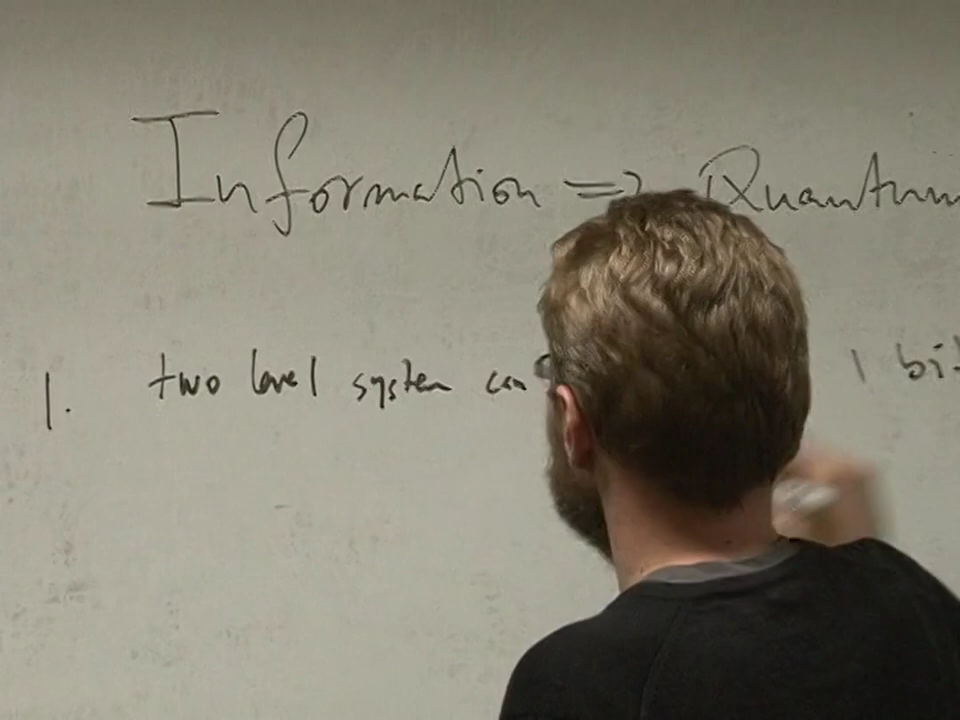 Information => Quantum
1. two level system can 1 bit